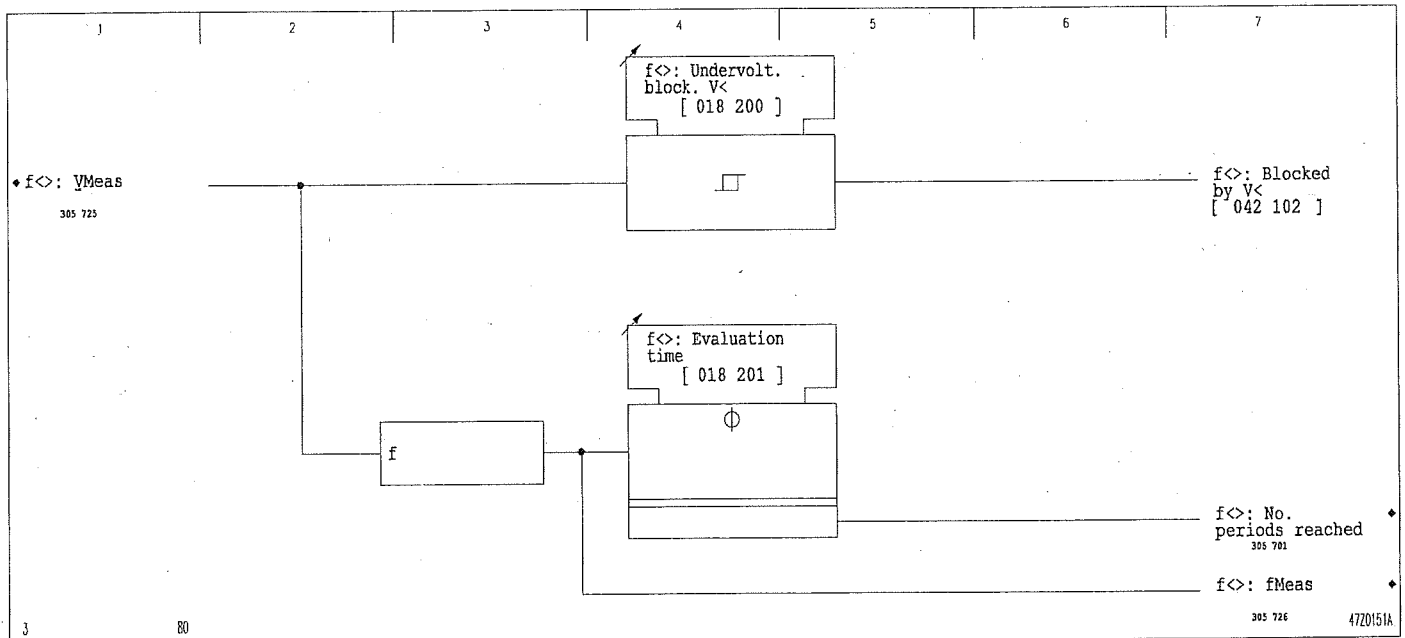 1 2 3 4 5 6 7
f<>: Undervolt.
block. V<
[ 018 200 ]
f<>: VMeas
305 725
f<>: Blocked
by V<
[ 042 102 ]
f<>: Evaluation
time
[ 018 201 ]
f
f<>: No.
periods reached
305 701
f<>: fMeas
305 726
3 80 47Z0151A